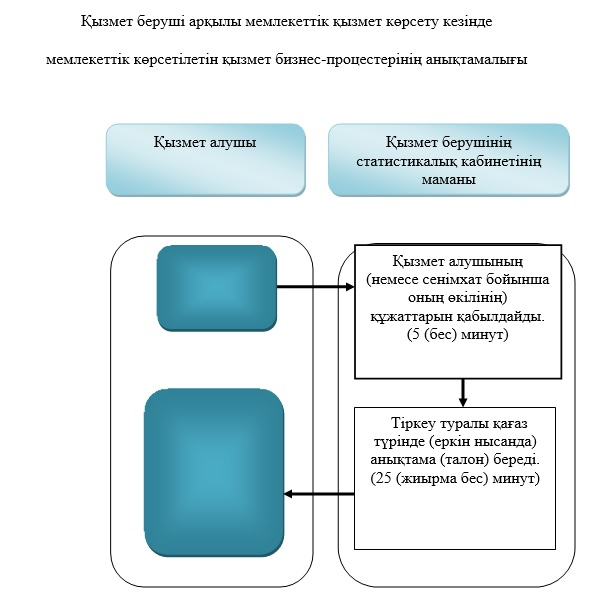 Қызмет беруші арқылы мемлекеттік қызмет көрсету кезінде
мемлекеттік көрсетілетін қызмет бизнес-процестерінің анықтамалығы
Қызмет алушы
Қызмет берушінің
статистикалық кабинетінің
маманы
Қызмет алушының
(немесе сенімхат бойынша
оның өкілінің)
құжаттарын қабылдайды.
(5 (бес) минут)
Тіркеу туралы қағаз
түрінде (еркін нысанда)
анықтама (талон) береді.
(25 (жиырма бес) минут)